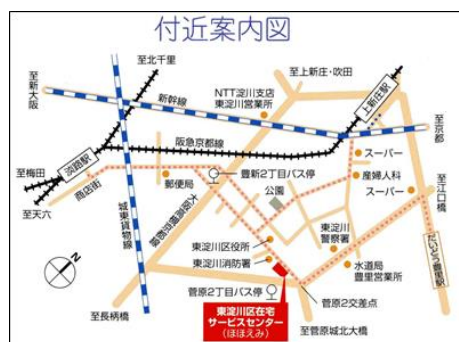 付近案内図
至北千里
至上新庄・吹田
至新大阪
新幹線
NTT淀川支店
東淀川営業所
上新庄駅
至京都
阪急京都線
淡路駅
至梅田
商店街
至天六
郵便局
豊新2丁目バス停
スーパー
産婦人科
スーパー
至江口橋
公園
城東貨物線
大阪高槻京都線
東淀川区役所
東淀川消防署
東淀川
警察署
だいどう豊里駅
水道局
豊里営業所
N
菅原2丁目バス停
菅原2交差点
至長柄橋
東淀川区在宅
サービスセンター
(ほほえみ)
至菅原城北大橋